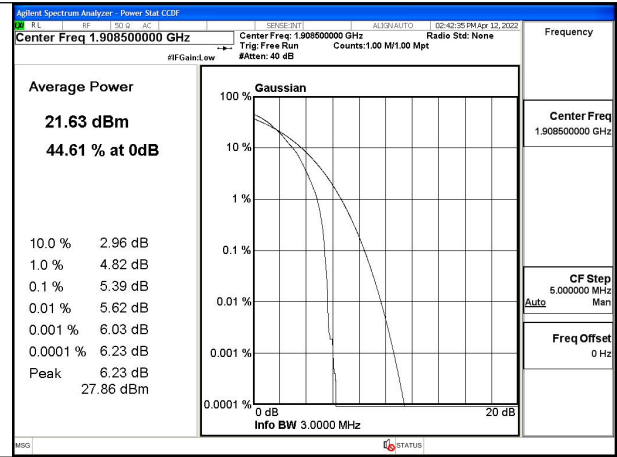 Agilent Spectrum Analyzer - Power Stat CCDF
RL RF 50 Ω AC SENSE:INT ALIGN AUTO 02:42:35 PM Apr 12, 2022
Center Freq 1.908500000 GHz
Center Freq: 1.908500000 GHz Radio Std: None
Trig: Free Run Counts:1.00 M/1.00 Mpt
#IFGain:Low #Atten: 40 dB
Frequency
Average Power
21.63 dBm
44.61 % at 0dB
10.0 % 2.96 dB
1.0 % 4.82 dB
0.1 % 5.39 dB
0.01 % 5.62 dB
0.001 % 6.03 dB
0.0001 % 6.23 dB
Peak 6.23 dB
27.86 dBm
Gaussian
100 %
10 %
1 %
0.1 %
0.01 %
0.001 %
0.0001 %
0 dB 20 dB
Info BW 3.0000 MHz
Center Freq
1.908500000 GHz
CF Step
5.000000 MHz
Auto Man
Freq Offset
0 Hz
MSG STATUS